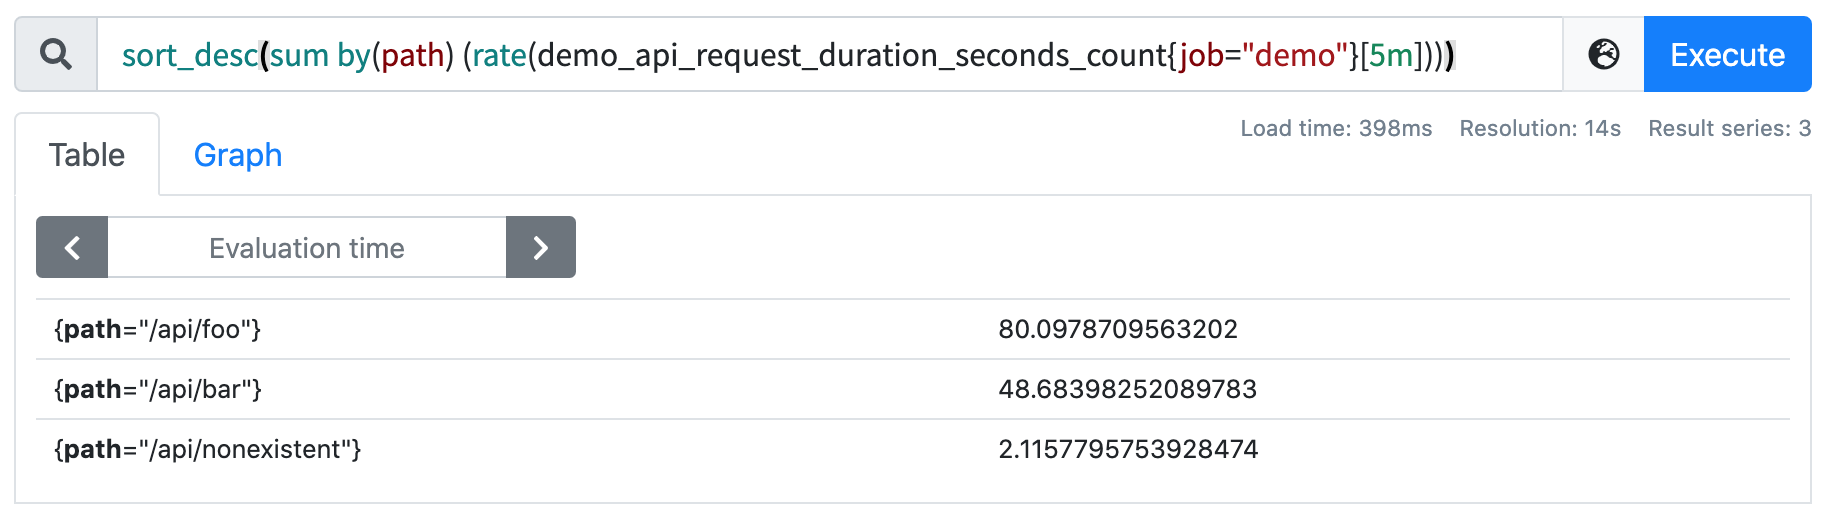 sort_desc(sum by(path) (rate(demo_api_request_duration_seconds_count{job="demo"}[5m])))
Execute
Load time: 398ms Resolution: 14s Result series: 3
Table Graph
Evaluation time
{path="/api/foo"} 80.0978709563202
{path="/api/bar"} 48.68398252089783
{path="/api/nonexistent"} 2.1157795753928474